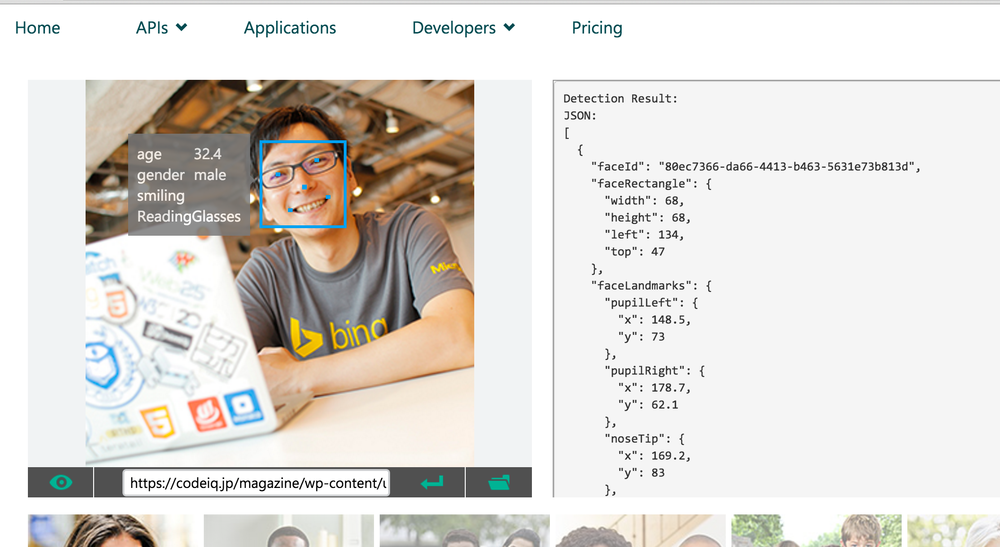 Home APIs Applications Developers Pricing
age 32.4
gender male
smiling
ReadingGlasses
bing
https://codeiq.jp/magazine/wp-content/u
Detection Result:
JSON:
[
{
"faceId": "80ec7366-da66-4413-b463-5631e73b813d",
"faceRectangle": {
"width": 68,
"height": 68,
"left": 134,
"top": 47
},
"faceLandmarks": {
"pupilLeft": {
"x": 148.5,
"y": 73
},
"pupilRight": {
"x": 178.7,
"y": 62.1
},
"noseTip": {
"x": 169.2,
"y": 83
},